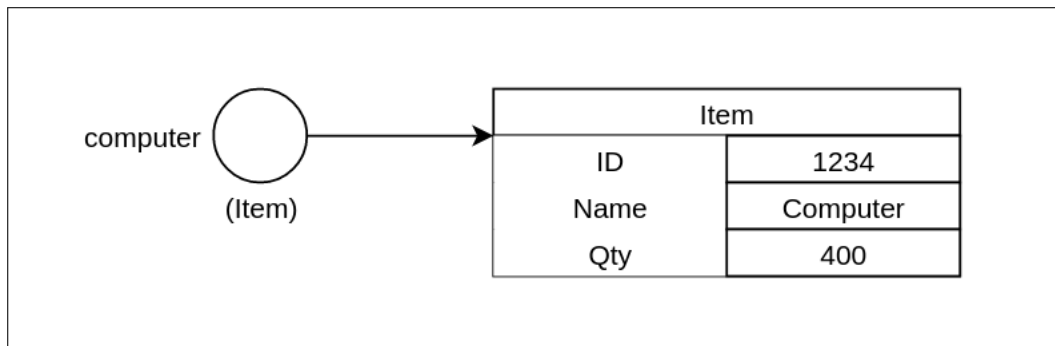 computer
(Item)
Item
ID 1234
Name Computer
Qty 400